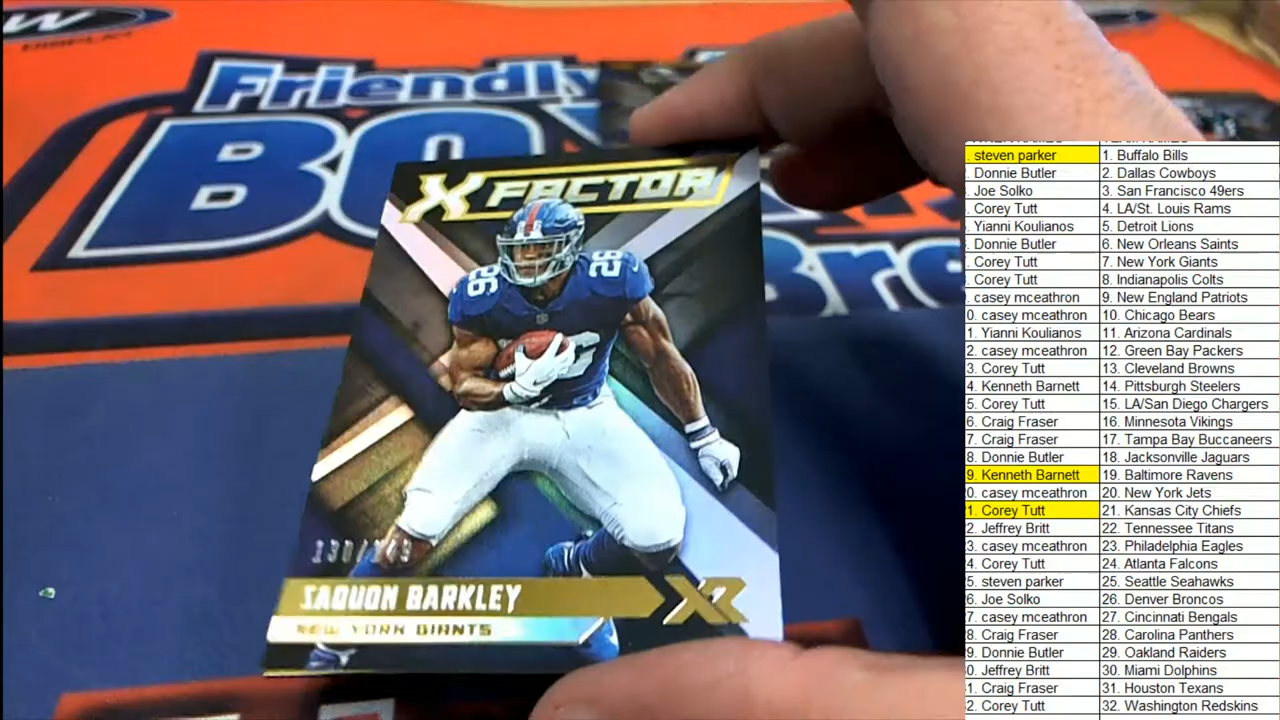 W
DISPLAY
Friendly
BO
Bre
X FACTOR
26
26
SAQUON BARKLEY
XR
NEW YORK GIANTS
steven parker 1. Buffalo Bills
Donnie Butler 2. Dallas Cowboys
Joe Solko 3. San Francisco 49ers
Corey Tutt 4. LA/St. Louis Rams
Yianni Koulianos 5. Detroit Lions
Donnie Butler 6. New Orleans Saints
Corey Tutt 7. New York Giants
Corey Tutt 8. Indianapolis Colts
casey mceathron 9. New England Patriots
0. casey mceathron 10. Chicago Bears
1. Yianni Koulianos 11. Arizona Cardinals
2. casey mceathron 12. Green Bay Packers
3. Corey Tutt 13. Cleveland Browns
4. Kenneth Barnett 14. Pittsburgh Steelers
5. Corey Tutt 15. LA/San Diego Chargers
6. Craig Fraser 16. Minnesota Vikings
7. Craig Fraser 17. Tampa Bay Buccaneers
8. Donnie Butler 18. Jacksonville Jaguars
9. Kenneth Barnett 19. Baltimore Ravens
0. casey mceathron 20. New York Jets
1. Corey Tutt 21. Kansas City Chiefs
2. Jeffrey Britt 22. Tennessee Titans
3. casey mceathron 23. Philadelphia Eagles
4. Corey Tutt 24. Atlanta Falcons
5. steven parker 25. Seattle Seahawks
6. Joe Solko 26. Denver Broncos
7. casey mceathron 27. Cincinnati Bengals
8. Craig Fraser 28. Carolina Panthers
9. Donnie Butler 29. Oakland Raiders
0. Jeffrey Britt 30. Miami Dolphins
1. Craig Fraser 31. Houston Texans
2. Corey Tutt 32. Washington Redskins